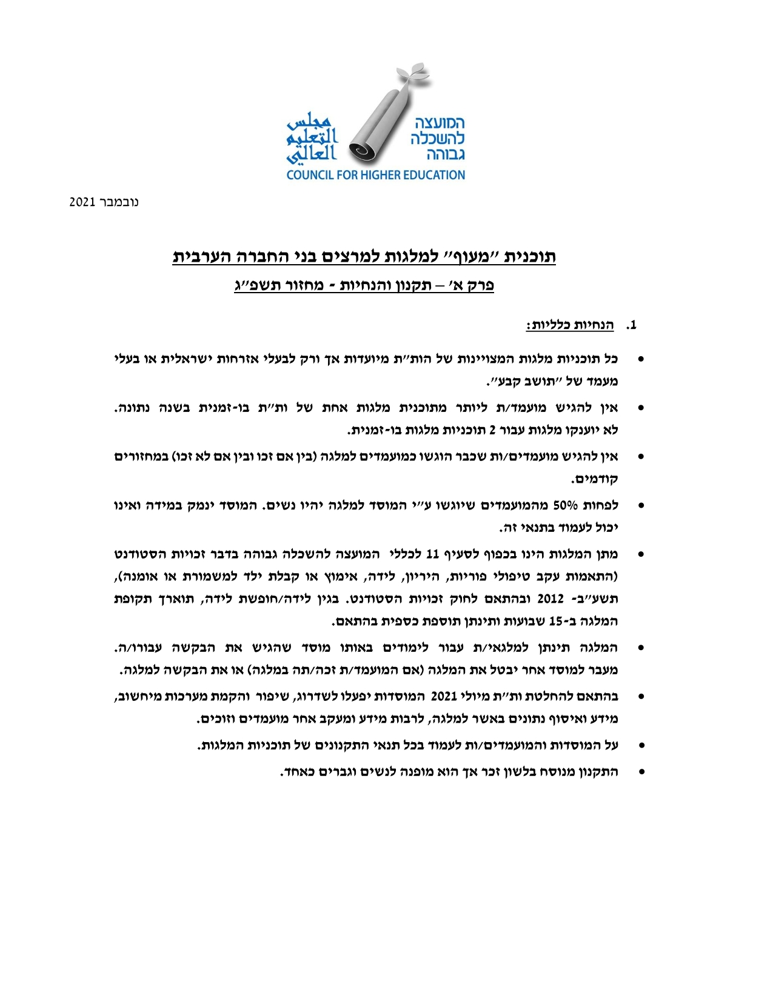 המועצה
להשכלה
גבוהה
مجلس
التعليم
العالي
COUNCIL FOR HIGHER EDUCATION
נובמבר 2021
תוכנית "מעוף" למלגות למרצים בני החברה הערבית
פרק א' – תקנון והנחיות - מחזור תשפ"ג
1. הנחיות כלליות:
• כל תוכניות מלגות המצויינות של הות"ת מיועדות אך ורק לבעלי אזרחות ישראלית או בעלי
מעמד של "תושב קבע".
• אין להגיש מועמד/ת ליותר מתוכנית מלגות אחת של ות"ת בו-זמנית בשנה נתונה.
לא יוענקו מלגות עבור 2 תוכניות מלגות בו-זמנית.
• אין להגיש מועמדים/ות שכבר הוגשו כמועמדים למלגה (בין אם זכו ובין אם לא זכו) במחזורים
קודמים.
• לפחות 50% מהמועמדים שיוגשו ע"י המוסד למלגה יהיו נשים. המוסד ינמק במידה ואינו
יכול לעמוד בתנאי זה.
• מתן המלגות הינו בכפוף לסעיף 11 לכללי המועצה להשכלה גבוהה בדבר זכויות הסטודנט
(התאמות עקב טיפולי פוריות, היריון, לידה, אימוץ או קבלת ילד למשמורת או אומנה),
תשע"ב- 2012 ובהתאם לחוק זכויות הסטודנט. בגין לידה/חופשת לידה, תוארך תקופת
המלגה ב-15 שבועות ותינתן תוספת כספית בהתאם.
• המלגה תינתן למלגאי/ת עבור לימודים באותו מוסד שהגיש את הבקשה עבורו/ה.
מעבר למוסד אחר יבטל את המלגה (אם המועמד/ת זכה/תה במלגה) או את הבקשה למלגה.
• בהתאם להחלטת ות"ת מיולי 2021 המוסדות יפעלו לשדרוג, שיפור והקמת מערכות מיחשוב,
מידע ואיסוף נתונים באשר למלגה, לרבות מידע ומעקב אחר מועמדים וזוכים.
• על המוסדות והמועמדים/ות לעמוד בכל תנאי התקנונים של תוכניות המלגות.
• התקנון מנוסח בלשון זכר אך הוא מופנה לנשים וגברים כאחד.